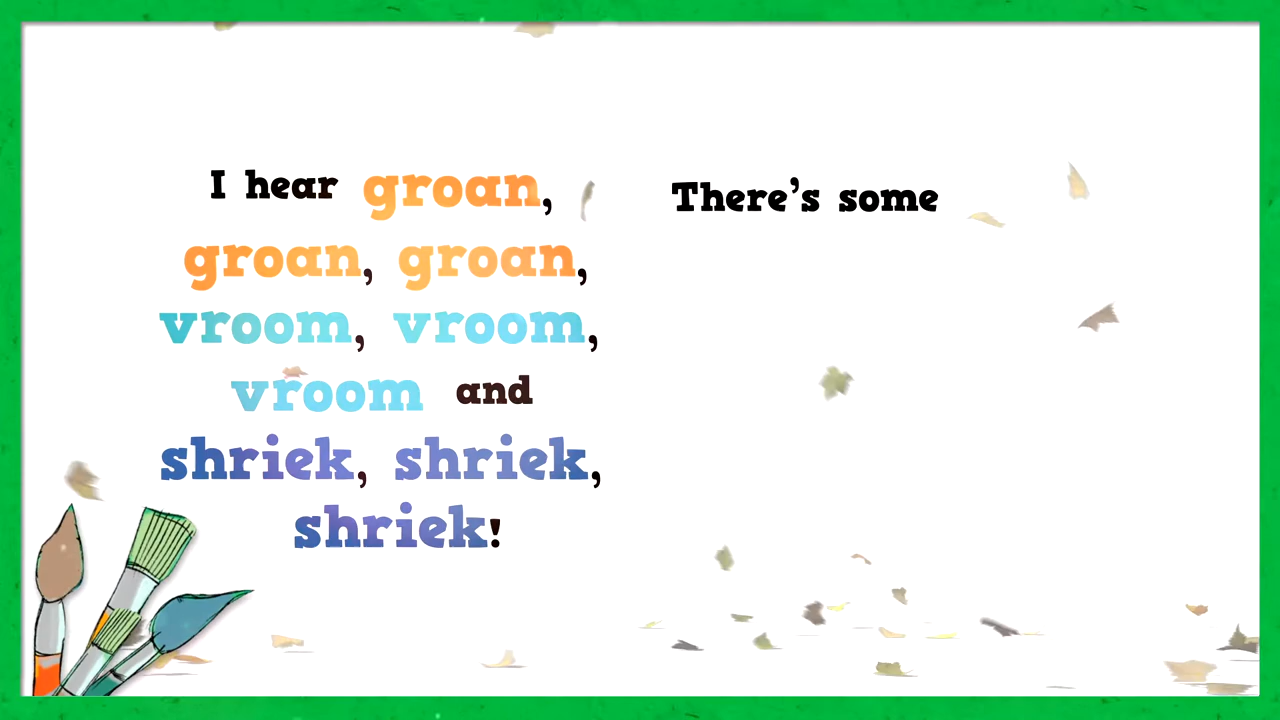 I hear groan,
groan, groan,
vroom, vroom,
vroom and
shriek, shriek,
shriek!
There's some